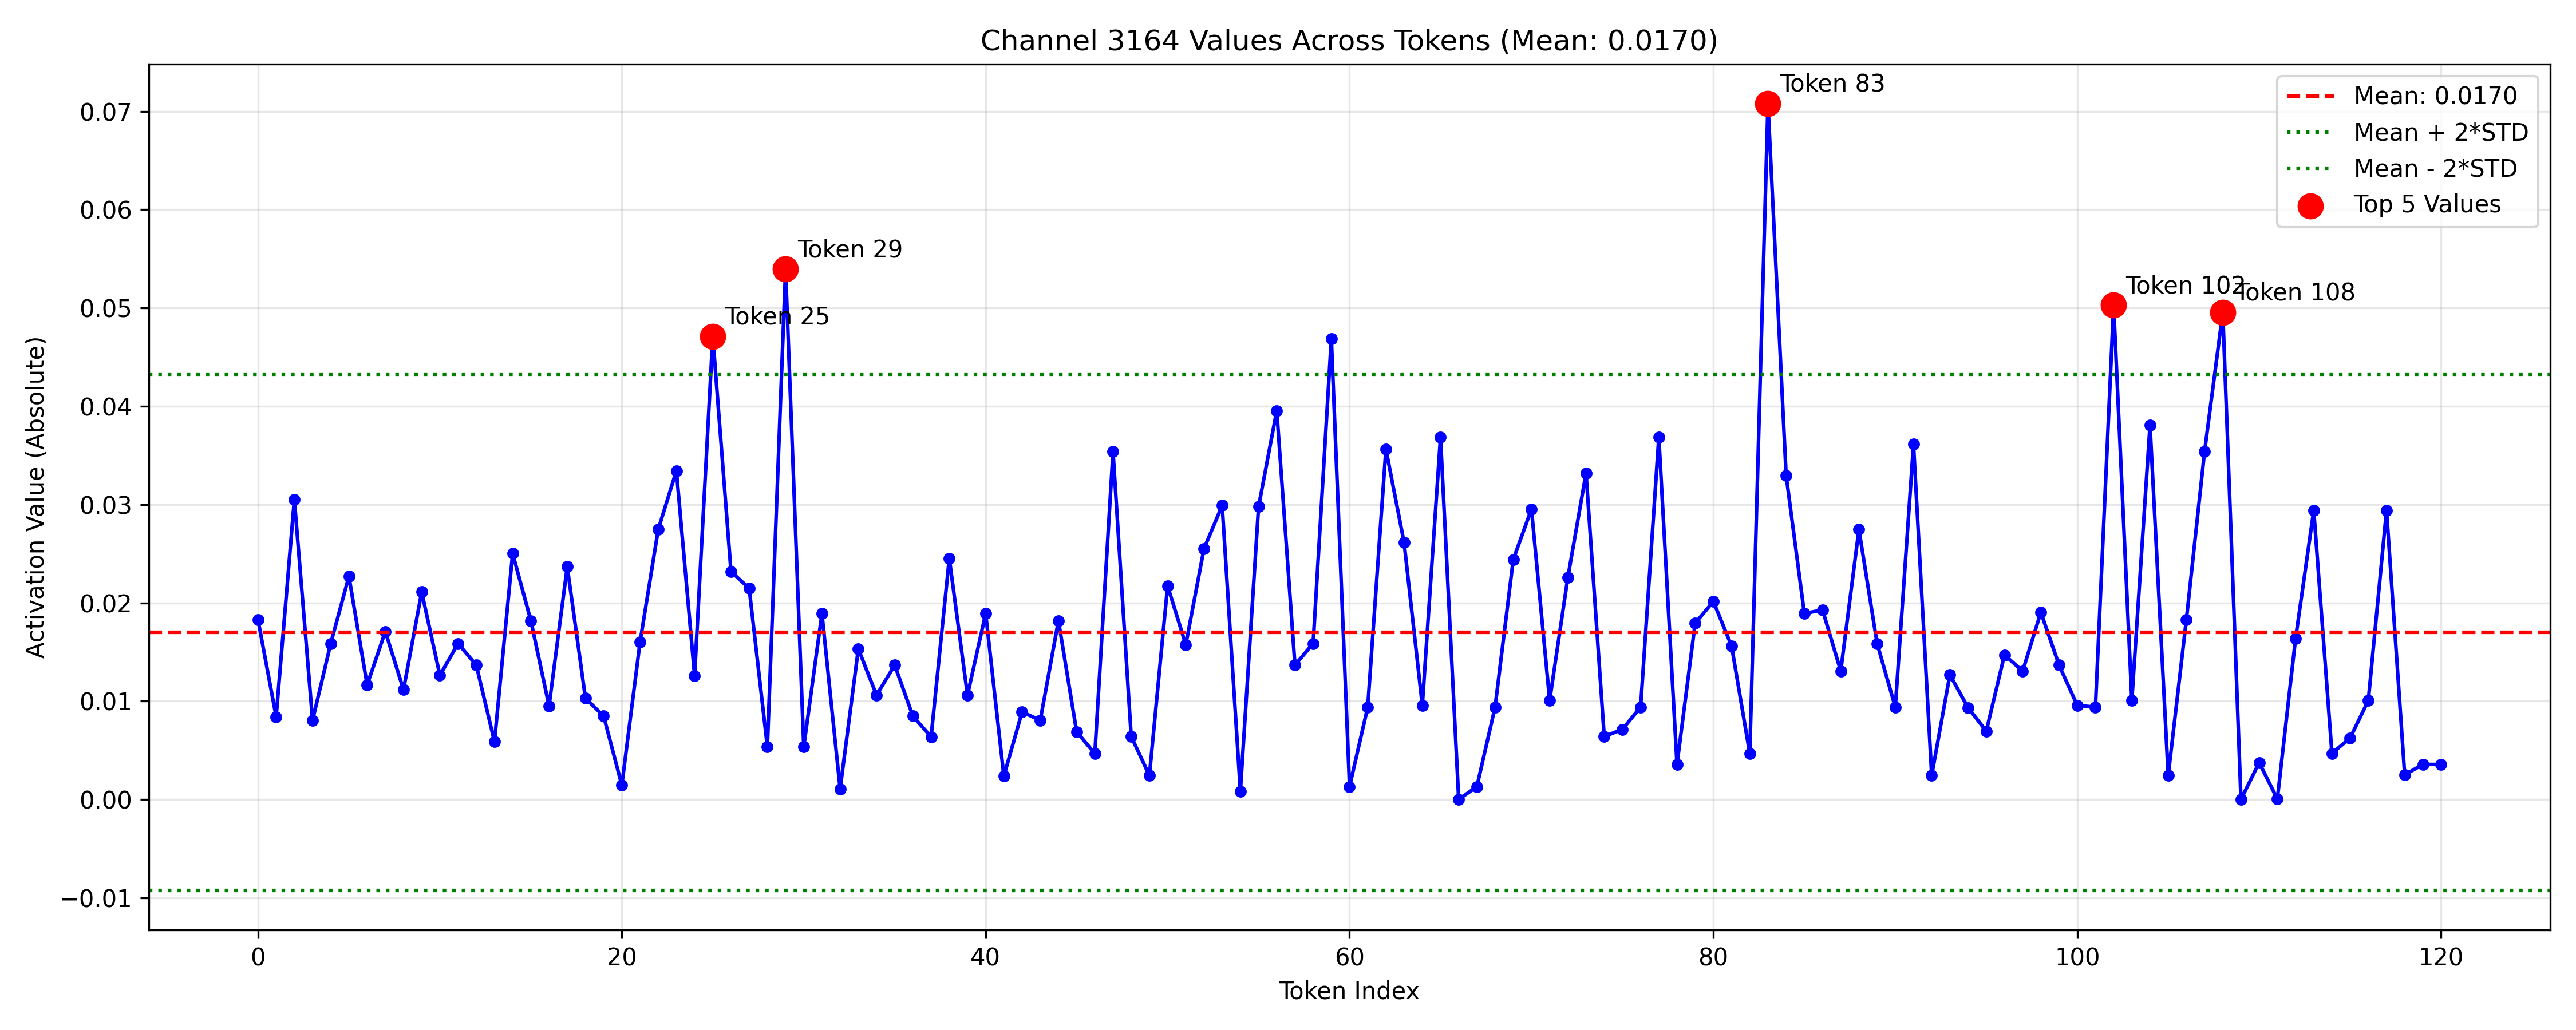 Channel 3164 Values Across Tokens (Mean: 0.0170)
Activation Value (Absolute)
0.07
0.06
0.05
0.04
0.03
0.02
0.01
0.00
−0.01
Token 25
Token 29
Token 83
Token 102
Token 108
Mean: 0.0170
Mean + 2*STD
Mean - 2*STD
Top 5 Values
0
20
40
60
80
100
120
Token Index